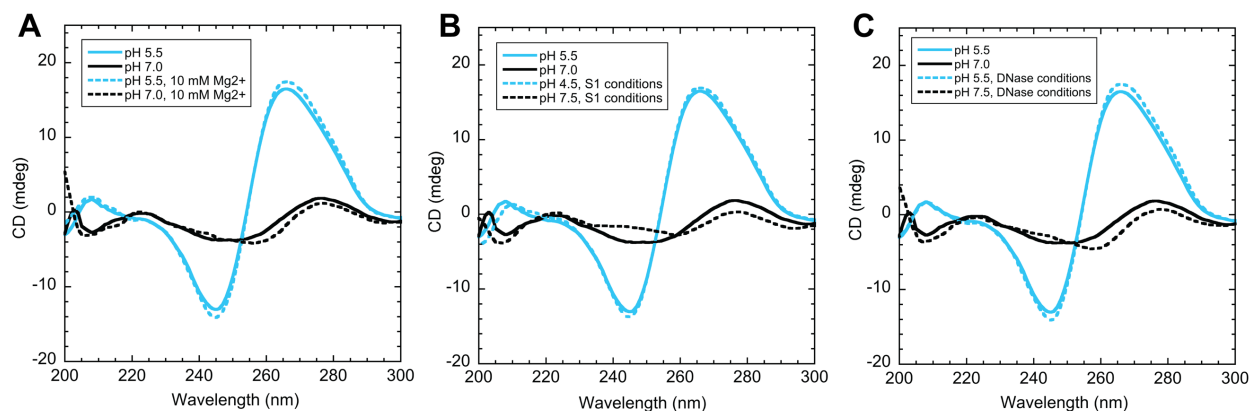 A
pH 5.5
pH 7.0
pH 5.5, 10 mM Mg2+
pH 7.0, 10 mM Mg2+
20
10
0
-10
-20
CD (mdeg)
200 220 240 260 280 300
Wavelength (nm)
B
pH 5.5
pH 7.0
pH 4.5, S1 conditions
pH 7.5, S1 conditions
20
10
0
-10
-20
CD (mdeg)
200 220 240 260 280 300
Wavelength (nm)
C
pH 5.5
pH 7.0
pH 5.5, DNase conditions
pH 7.5, DNase conditions
20
10
0
-10
-20
CD (mdeg)
200 220 240 260 280 300
Wavelength (nm)